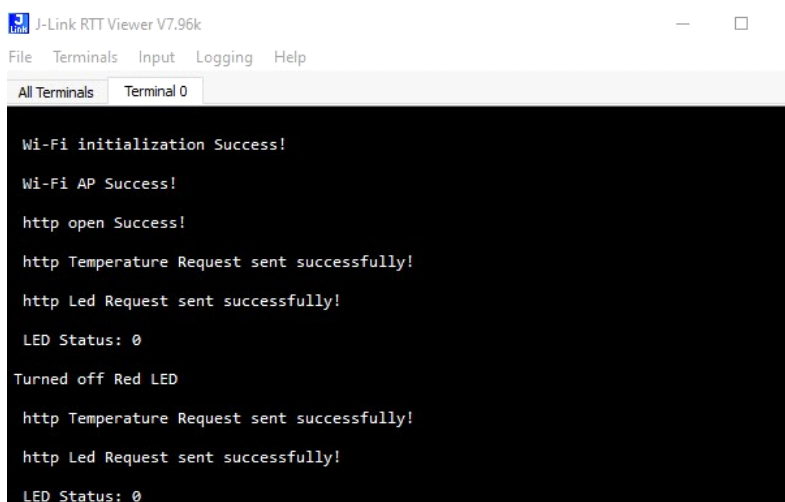 J-Link RTT Viewer V7.96k
File Terminals Input Logging Help
All Terminals Terminal 0
Wi-Fi initialization Success!
Wi-Fi AP Success!
http open Success!
http Temperature Request sent successfully!
http Led Request sent successfully!
LED Status: 0
Turned off Red LED
http Temperature Request sent successfully!
http Led Request sent successfully!
LED Status: 0